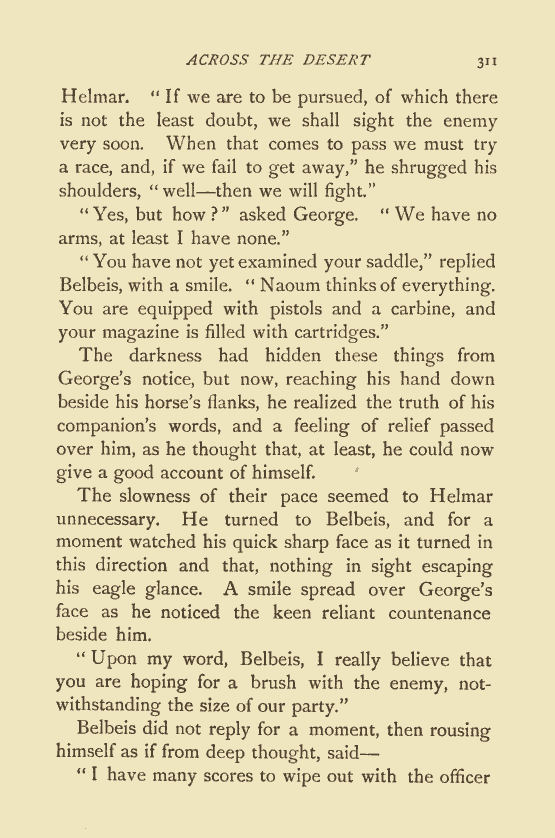 ACROSS THE DESERT 311
Helmar. “ If we are to be pursued, of which there
is not the least doubt, we shall sight the enemy
very soon. When that comes to pass we must try
a race, and, if we fail to get away,” he shrugged his
shoulders, “ well—then we will fight.”
“ Yes, but how ? ” asked George. “ We have no
arms, at least I have none.”
“ You have not yet examined your saddle,” replied
Belbeis, with a smile. “ Naoum thinks of everything.
You are equipped with pistols and a carbine, and
your magazine is filled with cartridges.”
The darkness had hidden these things from
George’s notice, but now, reaching his hand down
beside his horse’s flanks, he realized the truth of his
companion’s words, and a feeling of relief passed
over him, as he thought that, at least, he could now
give a good account of himself.
The slowness of their pace seemed to Helmar
unnecessary. He turned to Belbeis, and for a
moment watched his quick sharp face as it turned in
this direction and that, nothing in sight escaping
his eagle glance. A smile spread over George’s
face as he noticed the keen reliant countenance
beside him.
“ Upon my word, Belbeis, I really believe that
you are hoping for a brush with the enemy, not-
withstanding the size of our party.”
Belbeis did not reply for a moment, then rousing
himself as if from deep thought, said—
“ I have many scores to wipe out with the officer